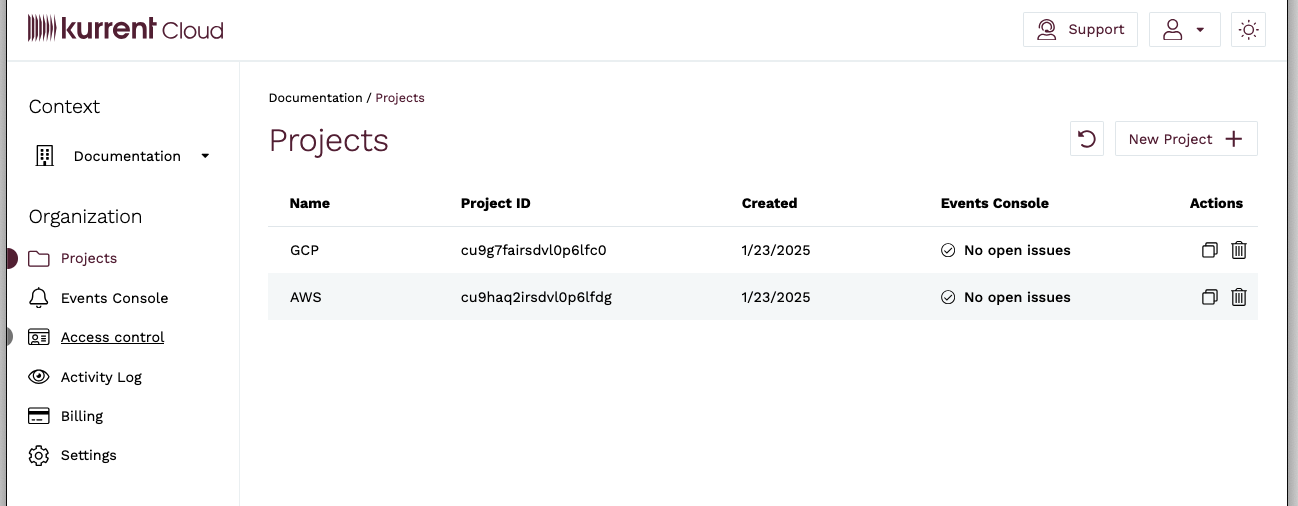 kurrent Cloud
Support
Context
Documentation
Organization
Projects
Events Console
Access control
Activity Log
Billing
Settings
Documentation / Projects
Projects
New Project
Name Project ID Created Events Console Actions
GCP cu9g7fairsdvl0p6lfc0 1/23/2025 No open issues
AWS cu9haq2irsdvl0p6lfdg 1/23/2025 No open issues